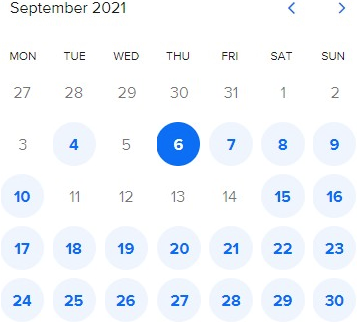 September 2021
MON TUE WED THU FRI SAT SUN
27 28 29 30 31 1 2
3 4 5 6 7 8 9
10 11 12 13 14 15 16
17 18 19 20 21 22 23
24 25 26 27 28 29 30